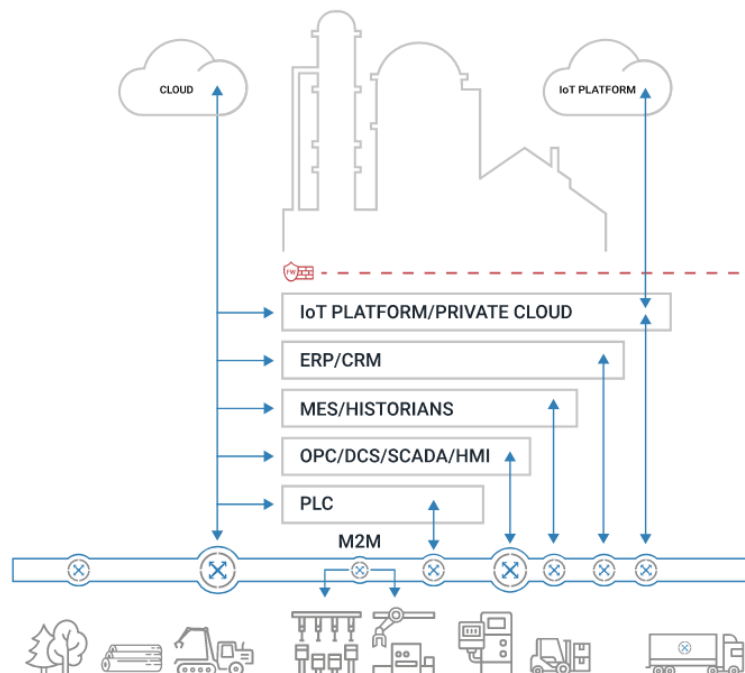 CLOUD
IoT PLATFORM
FW
IoT PLATFORM/PRIVATE CLOUD
ERP/CRM
MES/HISTORIANS
OPC/DCS/SCADA/HMI
PLC
M2M